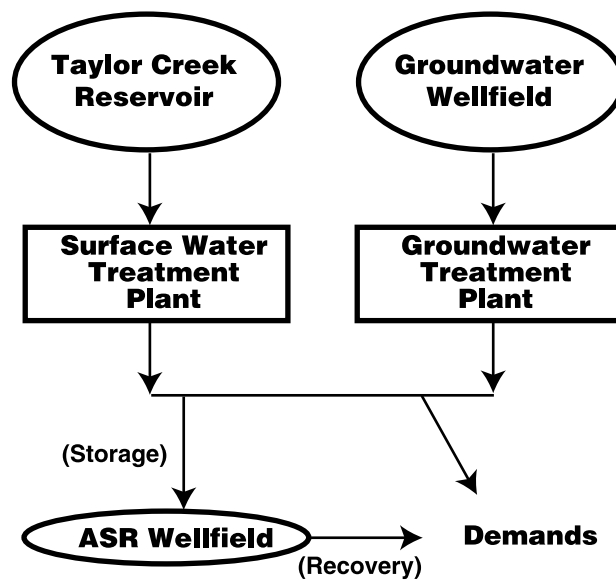 Taylor Creek
Reservoir
Groundwater
Wellfield
Surface Water
Treatment
Plant
Groundwater
Treatment
Plant
(Storage)
ASR Wellfield
(Recovery)
Demands